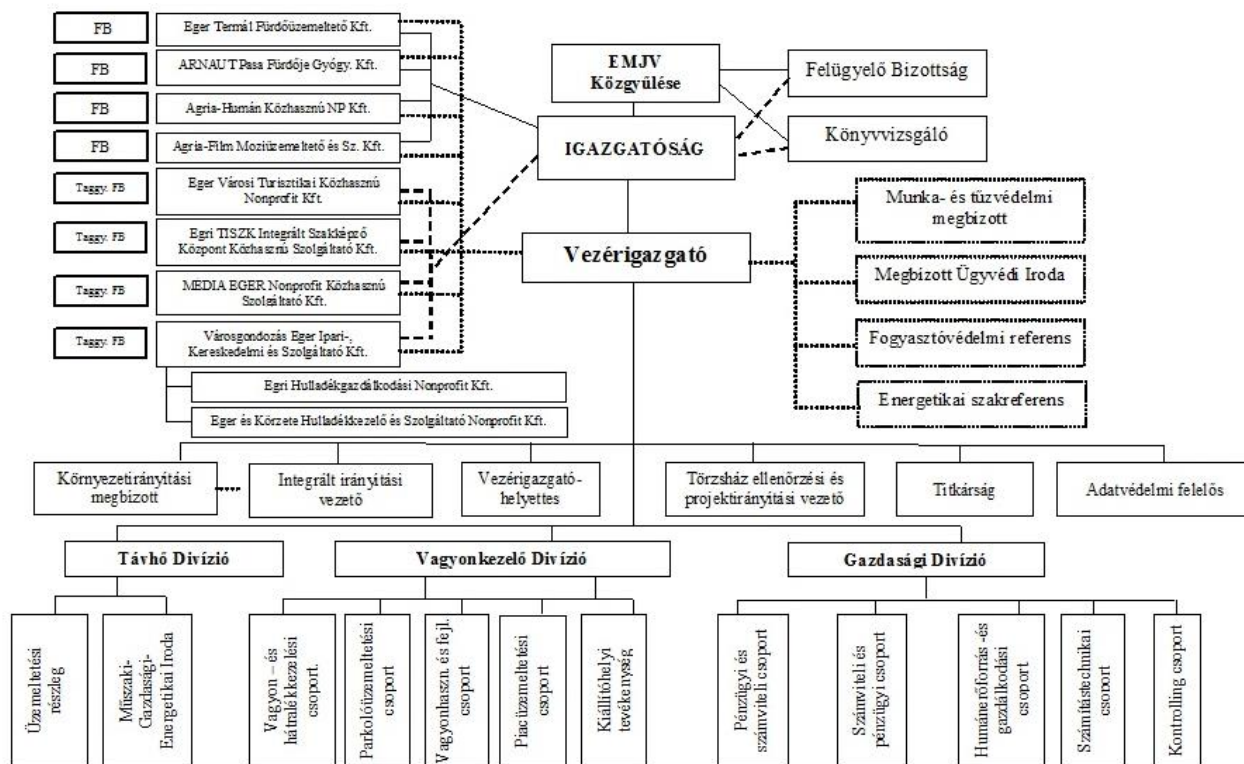 FB
Eger Termál Fürdőüzemeltető Kft.
FB
ARNAUT Pasa Fürdője Gyógy. Kft.
FB
Agria-Humán Közhasznú NP Kft.
FB
Agria-Film Moziüzemeltető és Sz. Kft.
Taggy. FB
Eger Városi Turisztikai Közhasznú
Nonprofit Kft.
Taggy. FB
Egri TISZK Integrált Szakképző
Központ Közhasznú Szolgáltató Kft.
Taggy. FB
MÉDIA EGER Nonprofit Közhasznú
Szolgáltató Kft.
Taggy. FB
Városgondozás Eger Ipari-,
Kereskedelmi és Szolgáltató Kft.
Egri Hulladékgazdálkodási Nonprofit Kft.
Eger és Körzete Hulladékkezelő és Szolgáltató Nonprofit Kft.
EMJV
Közgyűlése
IGAZGATÓSÁG
Vezérigazgató
Felügyelő Bizottság
Könyvvizsgáló
Munka- és tűzvédelmi
megbízott
Megbízott Ügyvédi Iroda
Fogyasztóvédelmi referens
Energetikai szakreferens
Környezetirányítási
megbízott
Integrált irányítási
vezető
Vezérigazgató-
helyettes
Törzsház ellenőrzési és
projektirányítási vezető
Titkárság
Adatvédelmi felelős
Távhő Divízió
Vagyonkezelő Divízió
Gazdasági Divízió
Üzemeltetési
részleg
Műszaki-
Gazdasági-
Energetikai Iroda
Vagyon – és
hátralékkezelési
csoport.
Parkolóüzemeltetési
csoport
Vagyonhaszn. és fejl.
csoport
Piacüzemeltetési
csoport
Kiállítóhelyi
tevékenység
Pénzügyi és
számviteli csoport
Számviteli és
pénzügyi csoport
Humánerőforrás -és
gazdálkodási
csoport
Számítástechnikai
csoport
Kontrolling csoport